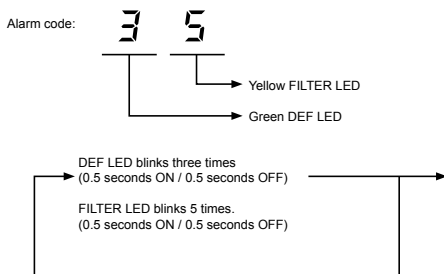 Alarm code: 3 5
Yellow FILTER LED
Green DEF LED
DEF LED blinks three times
(0.5 seconds ON / 0.5 seconds OFF)
FILTER LED blinks 5 times.
(0.5 seconds ON / 0.5 seconds OFF)